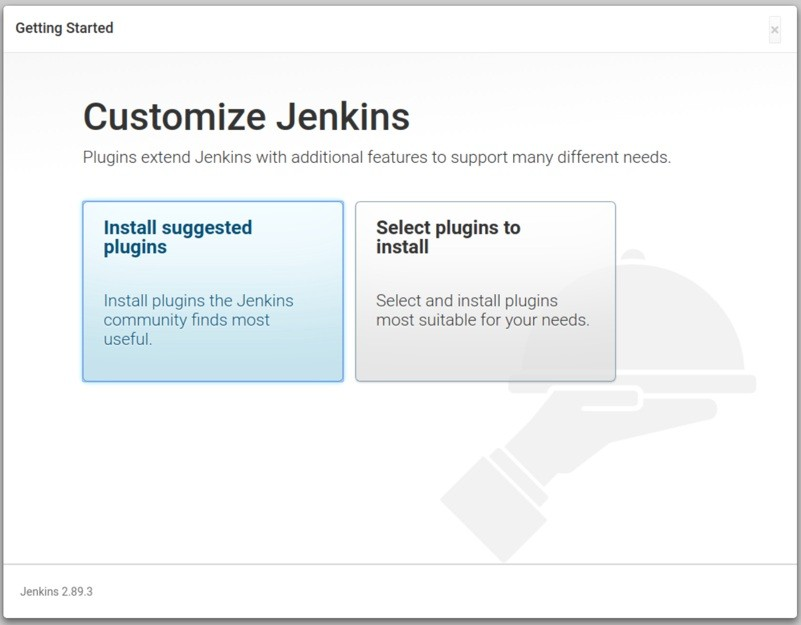 Getting Started
×
Customize Jenkins
Plugins extend Jenkins with additional features to support many different needs.
Install suggested
plugins
Install plugins the Jenkins
community finds most
useful.
Select plugins to
install
Select and install plugins
most suitable for your needs.
Jenkins 2.89.3